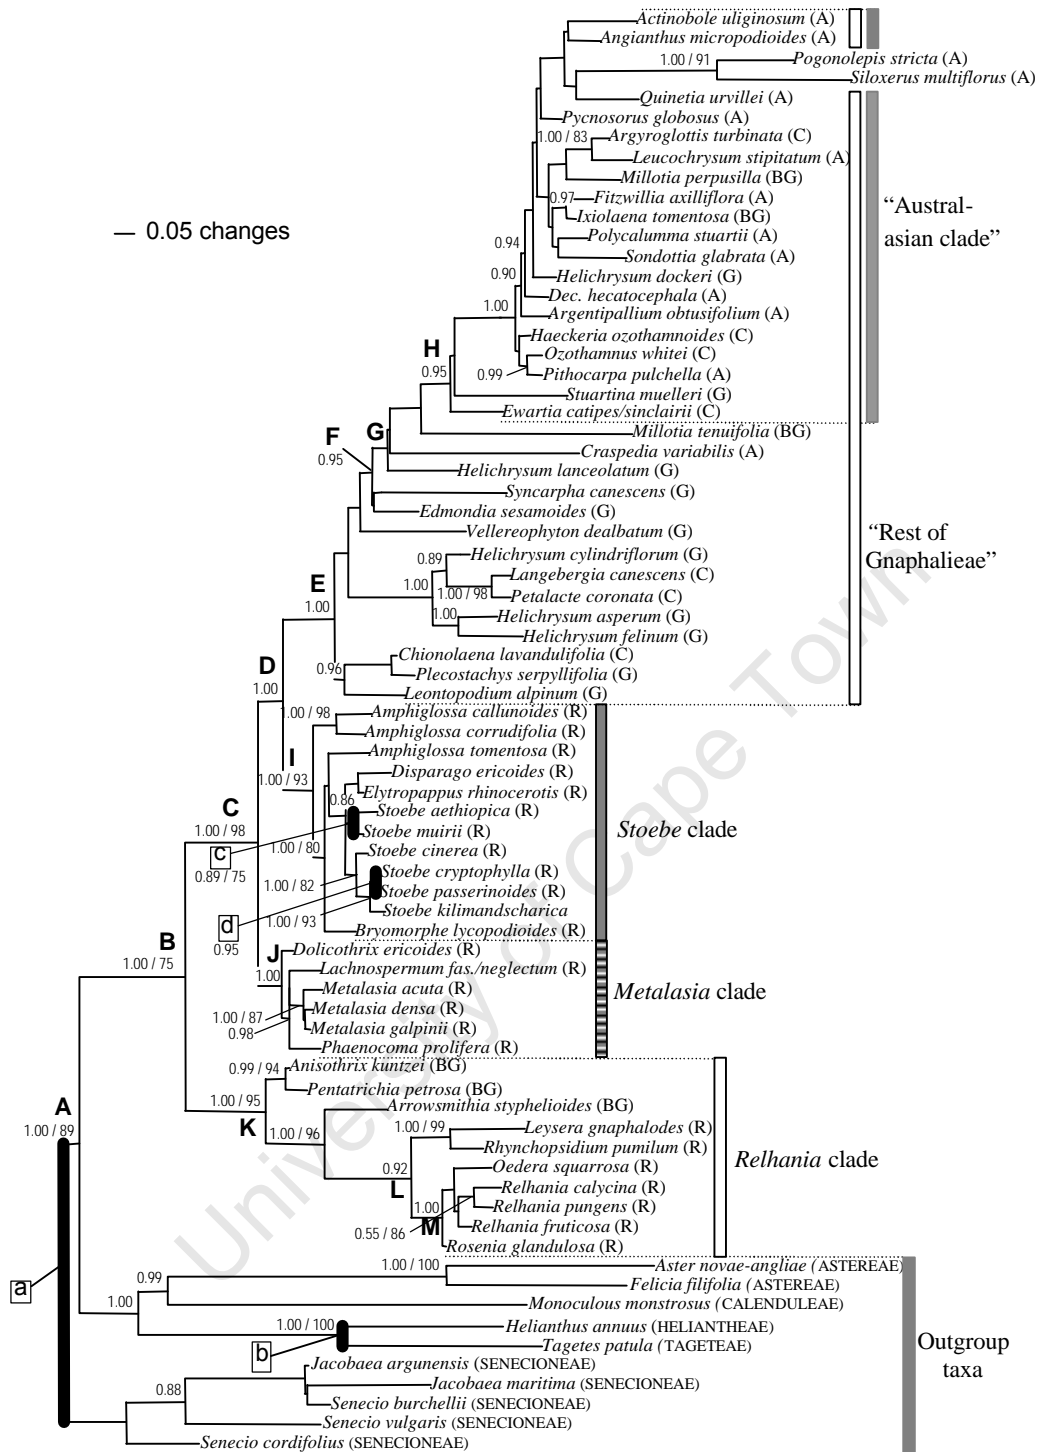 Actinobole uliginosum (A)
Angianthus micropodioides (A)
1.00 / 91
Pogonolepis stricta (A)
Siloxerus multiflorus (A)
Quinetia urvillei (A)
Pycnosorus globosus (A)
1.00 / 83
Argyroglottis turbinata (C)
Leucochrysum stipitatum (A)
Millotia perpusilla (BG)
0.97
Fitzwillia axilliflora (A)
Ixiolaena tomentosa (BG)
Polycalumma stuartii (A)
Sondottia glabrata (A)
“Austral-
asian clade”
0.05 changes
0.94
0.90
Helichrysum dockeri (G)
Dec. hecatocephala (A)
1.00
Argentipallium obtusifolium (A)
Haeckeria ozothamnoides (C)
Ozothamnus whitei (C)
0.99
Pithocarpa pulchella (A)
H
0.95
Stuartina muelleri (G)
Ewartia catipes/sinclairii (C)
Millotia tenuifolia (BG)
F
G
0.95
Craspedia variabilis (A)
Helichrysum lanceolatum (G)
Syncarpha canescens (G)
Edmondia sesamoides (G)
Vellereophyton dealbatum (G)
“Rest of
Gnaphalieae”
0.89
Helichrysum cylindriflorum (G)
Langebergia canescens (C)
1.00
1.00 / 98
Petalacte coronata (C)
E
1.00
1.00
Helichrysum asperum (G)
Helichrysum felinum (G)
Chionolaena lavandulifolia (C)
0.96
Plecostachys serpyllifolia (G)
Leontopodium alpinum (G)
D
1.00
1.00 / 98
Amphiglossa callunoides (R)
Amphiglossa corrudifolia (R)
I
Amphiglossa tomentosa (R)
1.00 / 93
Disparago ericoides (R)
Elytropappus rhinocerotis (R)
0.86
Stoebe aethiopica (R)
Stoebe muirii (R)
Stoebe clade
C
1.00 / 98
c
0.89 / 75
1.00 / 80
Stoebe cinerea (R)
Stoebe cryptophylla (R)
1.00 / 82
Stoebe passerinoides (R)
Stoebe kilimandscharica
1.00 / 93
d
0.95
Bryomorphe lycopodioides (R)
B
1.00 / 75
J
Dolicothrix ericoides (R)
Lachnospermum fas./neglectum (R)
1.00
Metalasia acuta (R)
Metalasia densa (R)
1.00 / 87
Metalasia galpinii (R)
0.98
Phaenocoma prolifera (R)
Metalasia clade
0.99 / 94
Anisothrix kuntzei (BG)
Pentatrichia petrosa (BG)
1.00 / 95
K
Arrowsmithia styphelioides (BG)
A
1.00 / 89
1.00 / 96
1.00 / 99
Leysera gnaphalodes (R)
Rhynchopsidium pumilum (R)
0.92
L
Oedera squarrosa (R)
Relhania calycina (R)
1.00
M
Relhania pungens (R)
0.55 / 86
Relhania fruticosa (R)
Rosenia glandulosa (R)
Relhania clade
a
1.00 / 100
Aster novae-angliae (ASTEREAE)
Felicia filifolia (ASTEREAE)
0.99
Monoculous monstrosus (CALENDULEAE)
1.00
1.00 / 100
Helianthus annuus (HELIANTHEAE)
b
Tagetes patula (TAGETEAE)
Jacobaea argunensis (SENECIONEAE)
Jacobaea maritima (SENECIONEAE)
0.88
Senecio burchellii (SENECIONEAE)
Senecio vulgaris (SENECIONEAE)
Senecio cordifolius (SENECIONEAE)
Outgroup
taxa
University of Cape Town